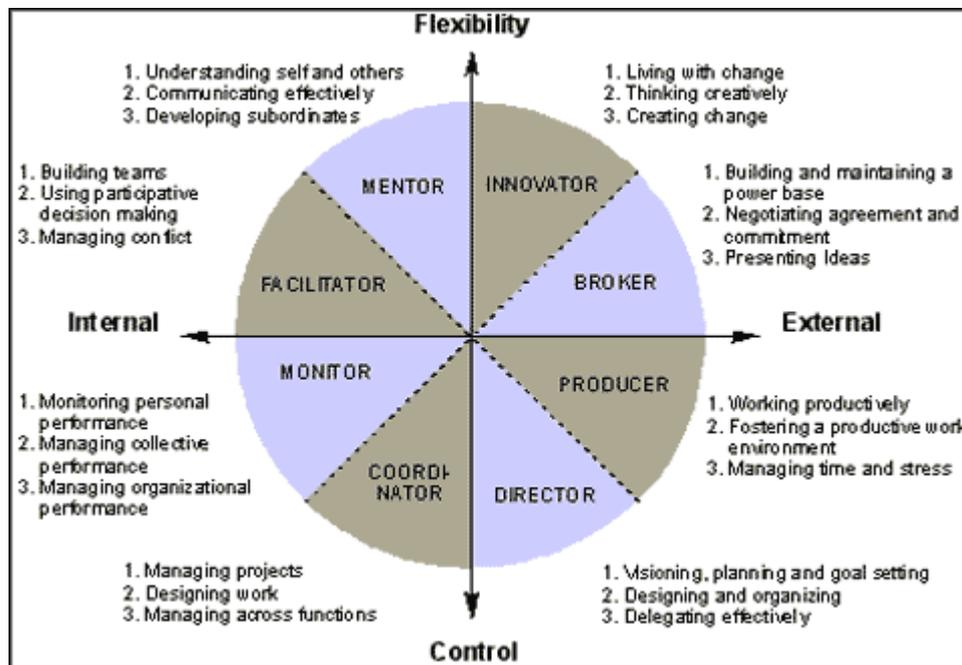 Flexibility
1. Understanding self and others
2. Communicating effectively
3. Developing subordinates
1. Living with change
2. Thinking creatively
3. Creating change
1. Building teams
2. Using participative
decision making
3. Managing conflict
MENTOR
INNOVATOR
1. Building and maintaining a
power base
2. Negotiating agreement and
commitment
3. Presenting Ideas
FACILITATOR
BROKER
Internal
External
MONITOR
PRODUCER
1. Monitoring personal
performance
2. Managing collective
performance
3. Managing organizational
performance
1. Working productively
2. Fostering a productive work
environment
3. Managing time and stress
COORDI-
NATOR
DIRECTOR
1. Managing projects
2. Designing work
3. Managing across functions
1. Visioning, planning and goal setting
2. Designing and organizing
3. Delegating effectively
Control